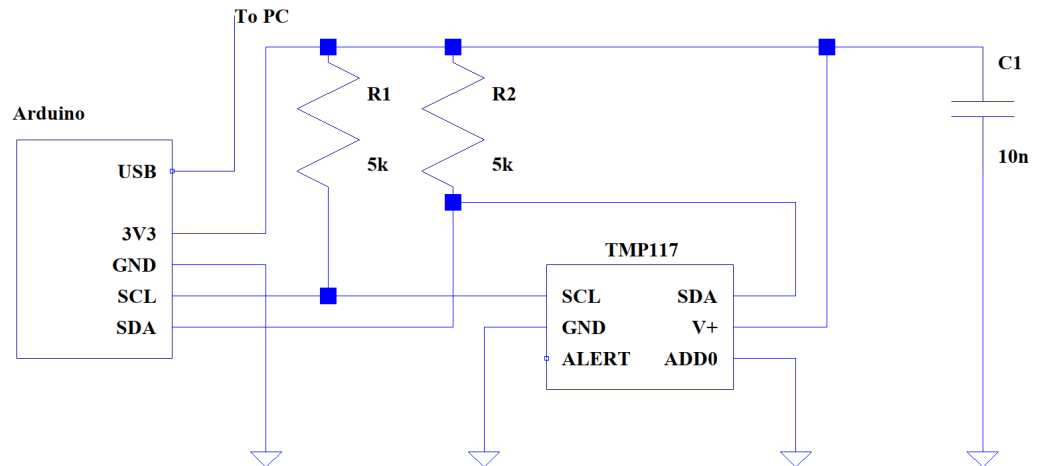 To PC
C1
R1
R2
Arduino
10n
5k
5k
USB
3V3
TMP117
GND
SCL
SCL
SDA
SDA
GND
V+
ALERT
ADD0